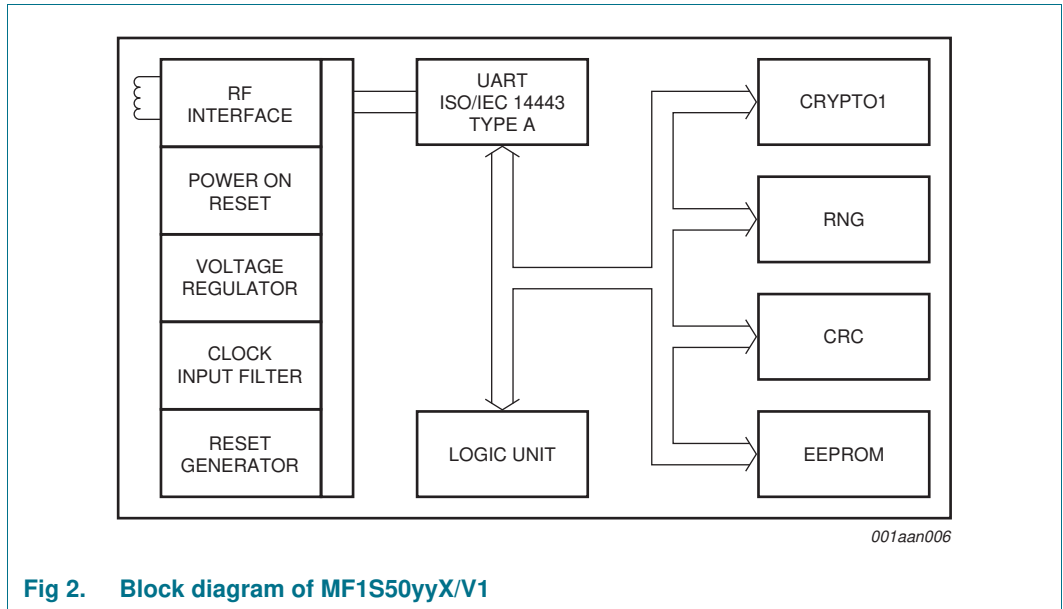 RF
INTERFACE
POWER ON
RESET
VOLTAGE
REGULATOR
CLOCK
INPUT FILTER
RESET
GENERATOR
UART
ISO/IEC 14443
TYPE A
LOGIC UNIT
CRYPTO1
RNG
CRC
EEPROM
001aan006
Fig 2. Block diagram of MF1S50yyX/V1